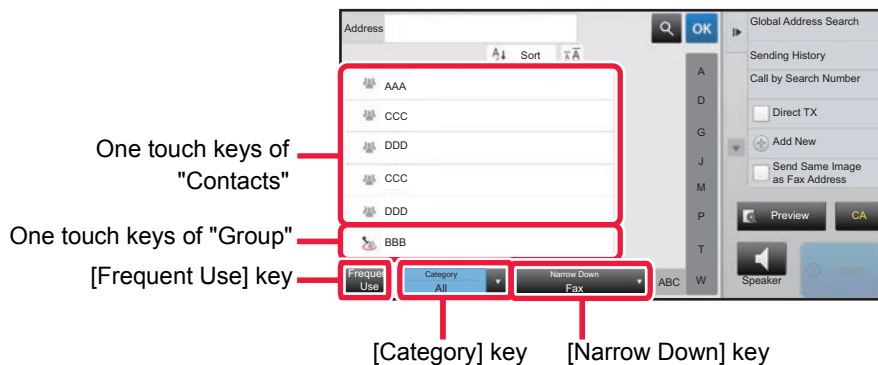 Address
OK
Global Address Search
Sort
Sending History
Call by Search Number
Direct TX
Add New
Send Same Image
as Fax Address
Preview
CA
Speaker
Start
AAA
CCC
DDD
CCC
DDD
BBB
A
D
G
J
M
P
T
W
ABC
Frequen
Use
Category
All
Narrow Down
Fax
One touch keys of
"Contacts"
One touch keys of "Group"
[Frequent Use] key
[Category] key
[Narrow Down] key